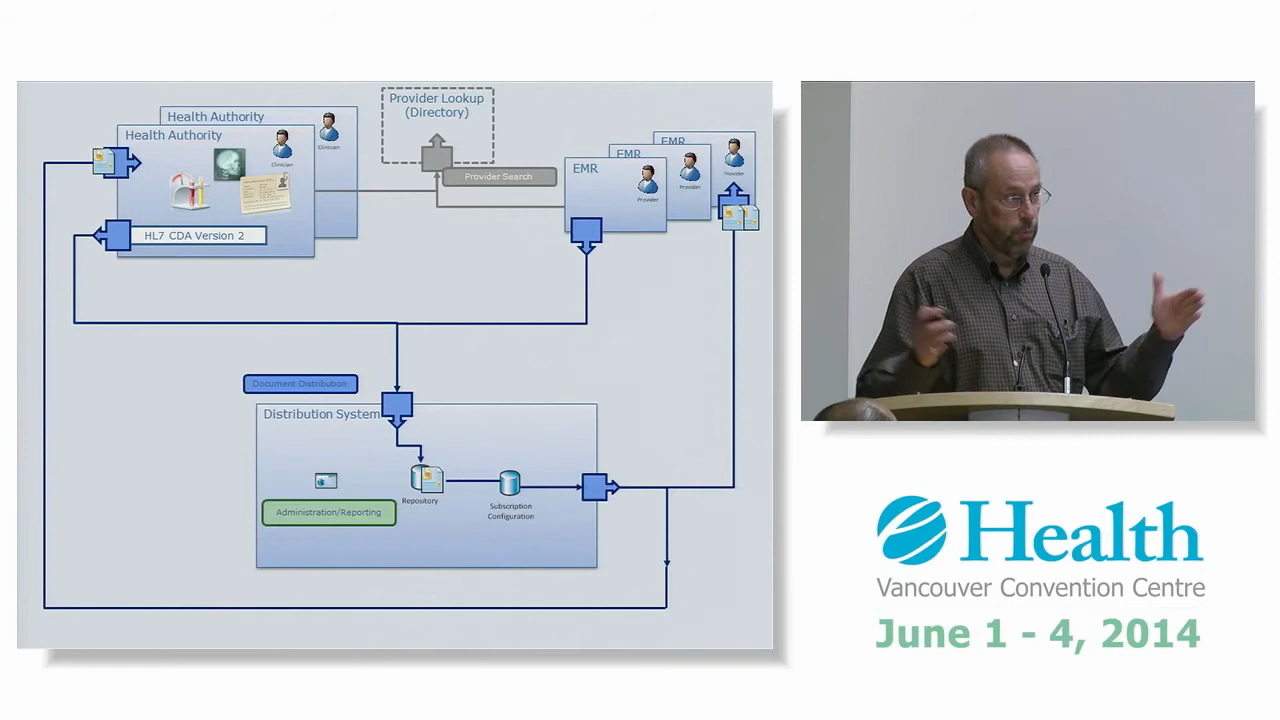 Health Authority
Health Authority
Clinician
Clinician
HL7 CDA Version 2
Provider Lookup
(Directory)
Provider Search
EMR
EMR
EMR
Provider
Provider
Provider
Document Distribution
Distribution System
Repository
Subscription
Configuration
Administration/Reporting
eHealth
Vancouver Convention Centre
June 1 - 4, 2014